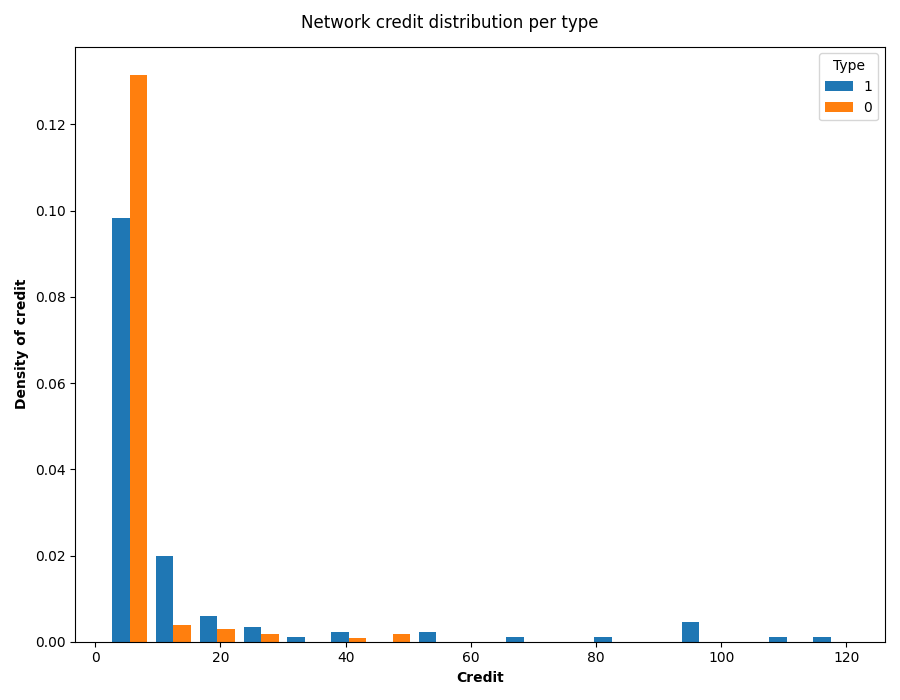 Network credit distribution per type
Type
1
0
0.12
0.10
0.08
0.06
0.04
0.02
0.00
Density of credit
0 20 40 60 80 100 120
Credit